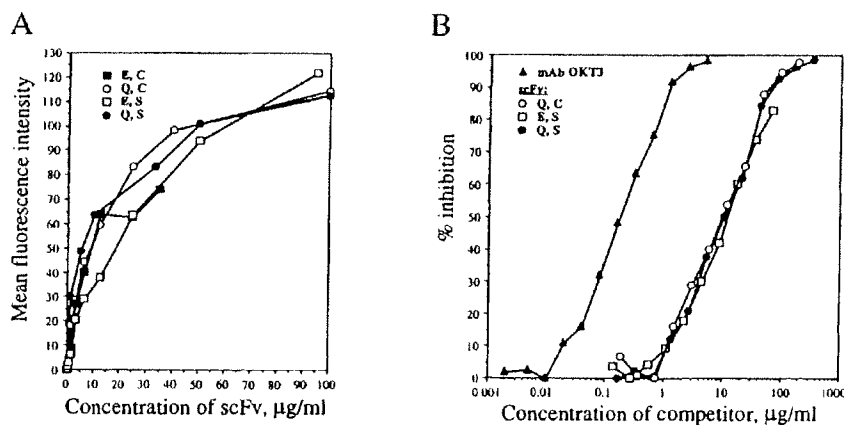 A
Mean fluorescence intensity
130
120
110
100
90
80
70
60
50
40
30
20
10
0
E, C
Q, C
E, S
Q, S
0 10 20 30 40 50 60 70 80 90 100
Concentration of scFv, µg/ml
B
% inhibition
100
90
80
70
60
50
40
30
20
10
0
mAb OKT3
scFv:
Q, C
E, S
Q, S
0.001 0.01 0.1 1 10 100 1000
Concentration of competitor, µg/ml